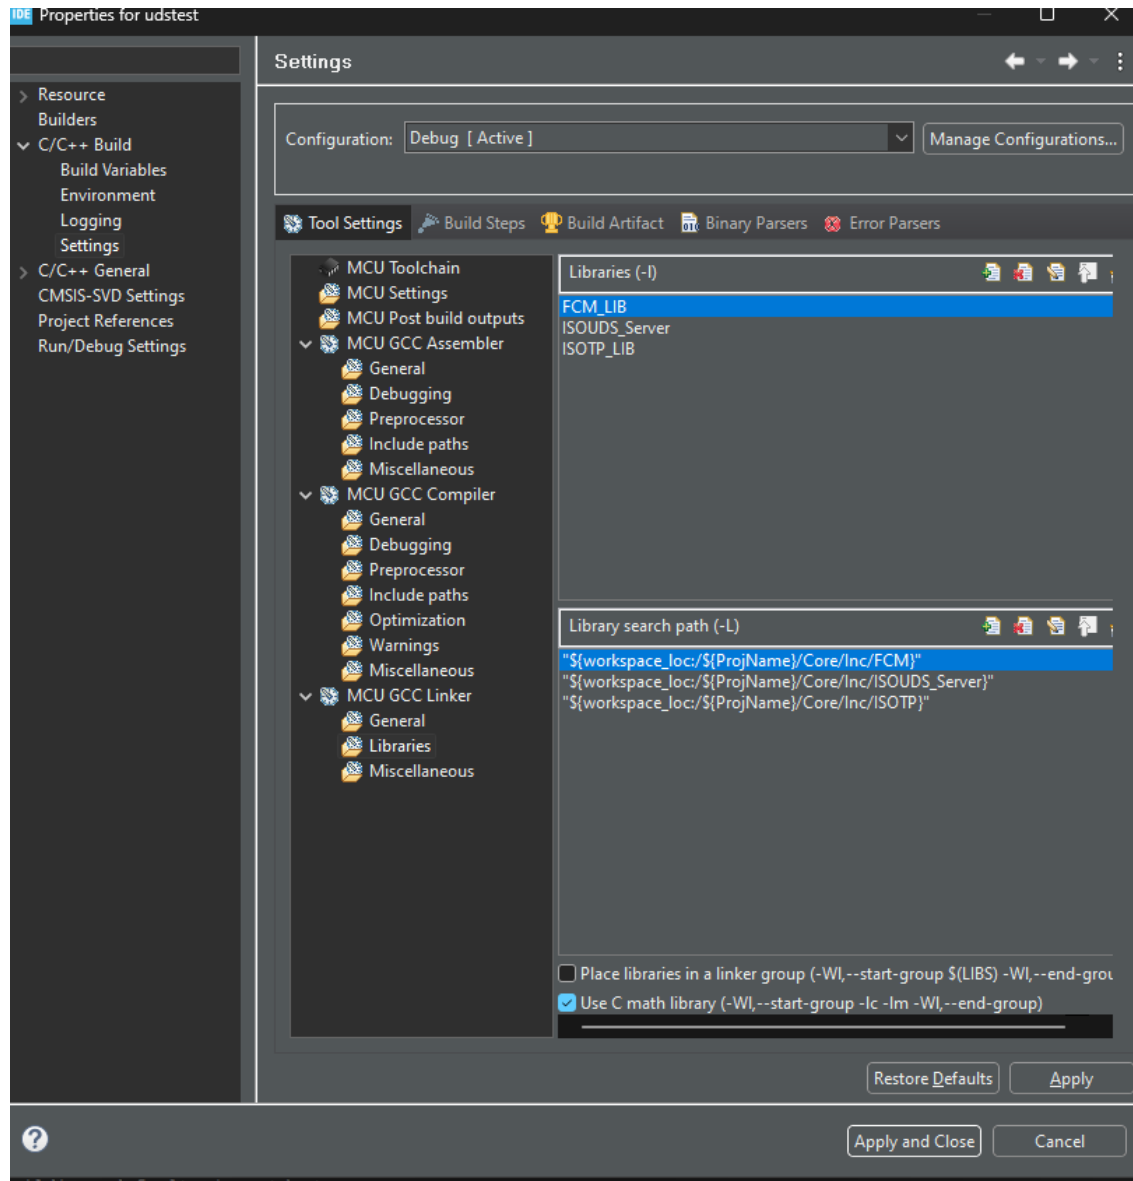 IDE Properties for udstest
Settings
Resource
Builders
C/C++ Build
Build Variables
Environment
Logging
Settings
C/C++ General
CMSIS-SVD Settings
Project References
Run/Debug Settings
Configuration:
Debug [ Active ]
Manage Configurations...
Tool Settings
Build Steps
Build Artifact
Binary Parsers
Error Parsers
MCU Toolchain
MCU Settings
MCU Post build outputs
MCU GCC Assembler
General
Debugging
Preprocessor
Include paths
Miscellaneous
MCU GCC Compiler
General
Debugging
Preprocessor
Include paths
Optimization
Warnings
Miscellaneous
MCU GCC Linker
General
Libraries
Miscellaneous
Libraries (-l)
FCM_LIB
ISOUDS_Server
ISOTP_LIB
Library search path (-L)
"${workspace_loc:/${ProjName}/Core/Inc/FCM}"
"${workspace_loc:/${ProjName}/Core/Inc/ISOUDS_Server}"
"${workspace_loc:/${ProjName}/Core/Inc/ISOTP}"
Place libraries in a linker group (-Wl,--start-group $(LIBS) -Wl,--end-grou
Use C math library (-Wl,--start-group -lc -lm -Wl,--end-group)
Restore Defaults
Apply
Apply and Close
Cancel